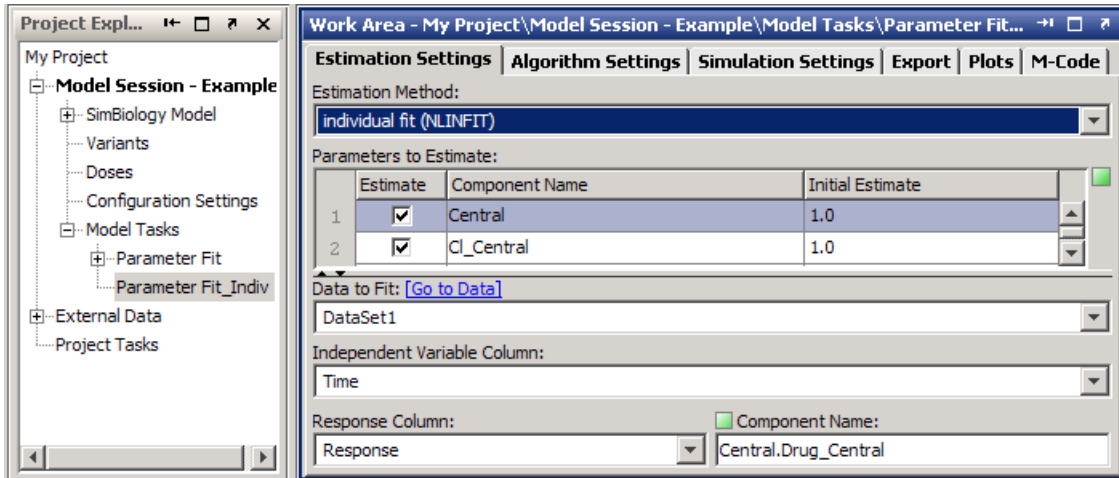 Project Expl...
My Project
Model Session - Example
SimBiology Model
Variants
Doses
Configuration Settings
Model Tasks
Parameter Fit
Parameter Fit_Indiv
External Data
Project Tasks
Work Area - My Project\Model Session - Example\Model Tasks\Parameter Fit...
Estimation Settings Algorithm Settings Simulation Settings Export Plots M-Code
Estimation Method:
individual fit (NLINFIT)
Parameters to Estimate:
Estimate Component Name Initial Estimate
1 Central 1.0
2 Cl_Central 1.0
Data to Fit: [Go to Data]
DataSet1
Independent Variable Column:
Time
Response Column: Component Name:
Response Central.Drug_Central